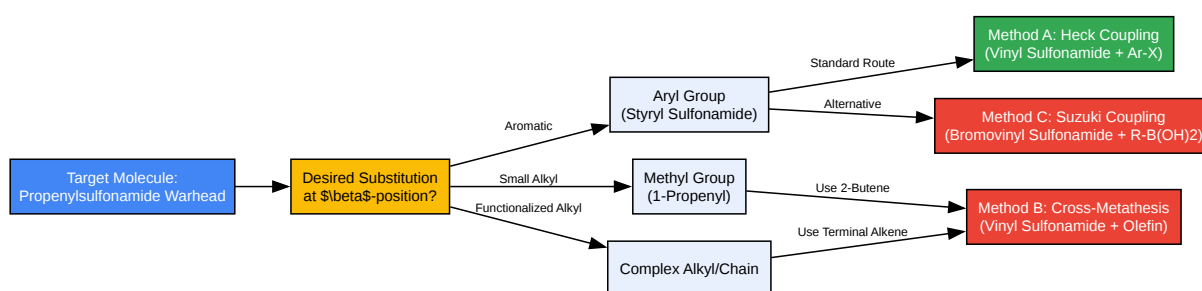 Target Molecule:
Propenylsulfonamide Warhead
Desired Substitution
at $\beta$-position?
Aromatic
Small Alkyl
Functionalized Alkyl
Aryl Group
(Styryl Sulfonamide)
Methyl Group
(1-Propenyl)
Complex Alkyl/Chain
Standard Route
Alternative
Use 2-Butene
Use Terminal Alkene
Method A: Heck Coupling
(Vinyl Sulfonamide + Ar-X)
Method C: Suzuki Coupling
(Bromovinyl Sulfonamide + R-B(OH)2)
Method B: Cross-Metathesis
(Vinyl Sulfonamide + Olefin)